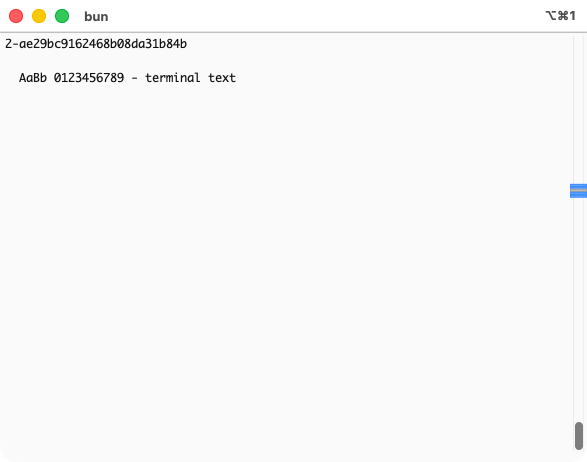 bun ⌥⌘1
2-ae29bc9162468b08da31b84b
AaBb 0123456789 - terminal text